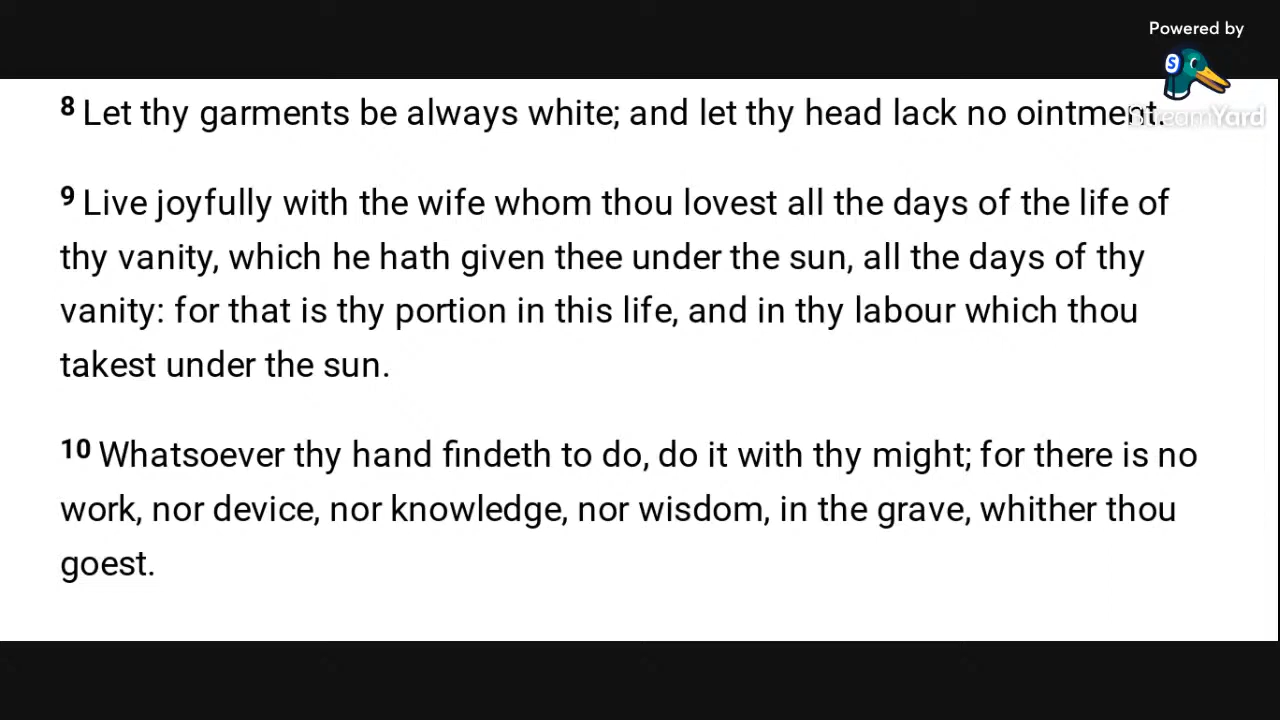 Powered by
S
8 Let thy garments be always white; and let thy head lack no ointment.
StreamYard
9 Live joyfully with the wife whom thou lovest all the days of the life of
thy vanity, which he hath given thee under the sun, all the days of thy
vanity: for that is thy portion in this life, and in thy labour which thou
takest under the sun.
10 Whatsoever thy hand findeth to do, do it with thy might; for there is no
work, nor device, nor knowledge, nor wisdom, in the grave, whither thou
goest.